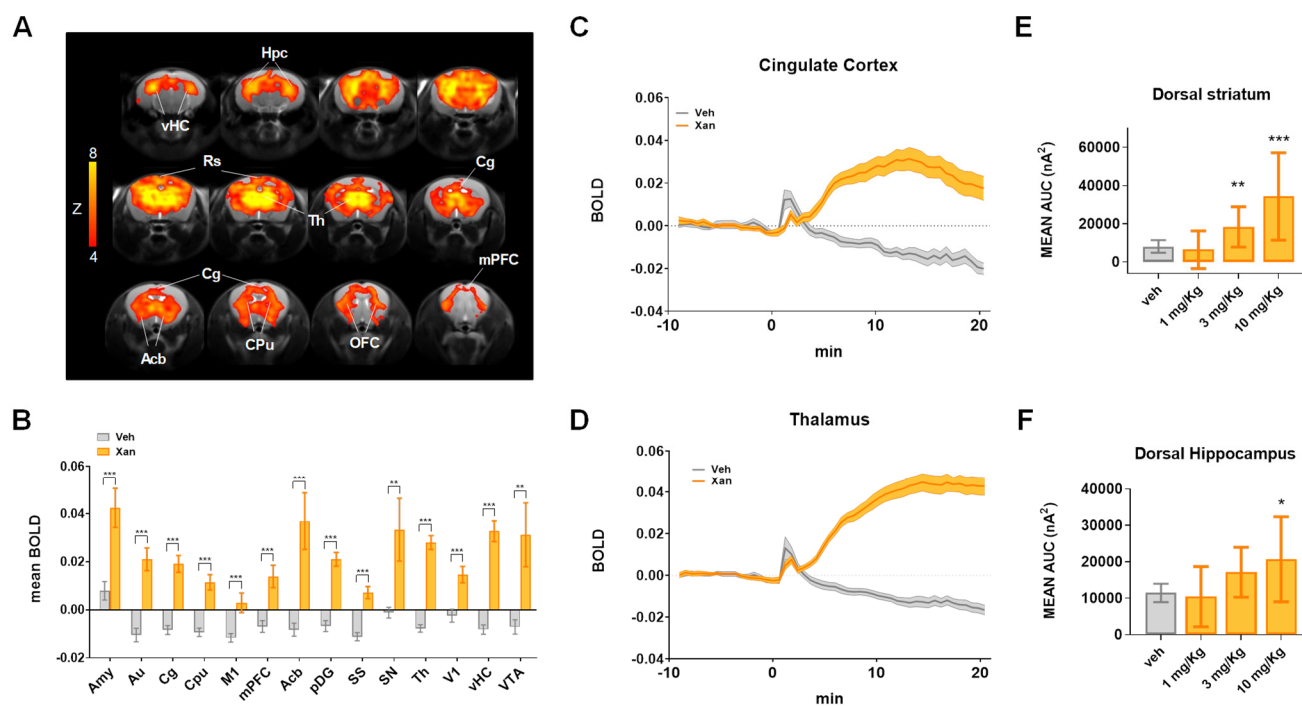 A
Hpc
vHC
8
Z
4
Rs
Cg
Th
Cg
mPFC
Acb
CPu
OFC
B
Veh
Xan
mean BOLD
0.06
0.04
0.02
0.00
-0.02
***
***
***
***
***
***
***
***
***
**
***
***
***
**
Amy
Au
Cg
Cpu
M1
mPFC
Acb
pDG
SS
SN
Th
V1
vHC
VTA
C
Cingulate Cortex
Veh
Xan
BOLD
0.06
0.04
0.02
0.00
-0.02
-0.04
-10
0
10
20
min
D
Thalamus
Veh
Xan
BOLD
0.06
0.04
0.02
0.00
-0.02
-0.04
-10
0
10
20
min
E
Dorsal striatum
MEAN AUC (nA²)
60000
40000
20000
0
**
***
veh
1 mg/Kg
3 mg/Kg
10 mg/Kg
F
Dorsal Hippocampus
MEAN AUC (nA²)
40000
30000
20000
10000
0
*
veh
1 mg/Kg
3 mg/Kg
10 mg/Kg